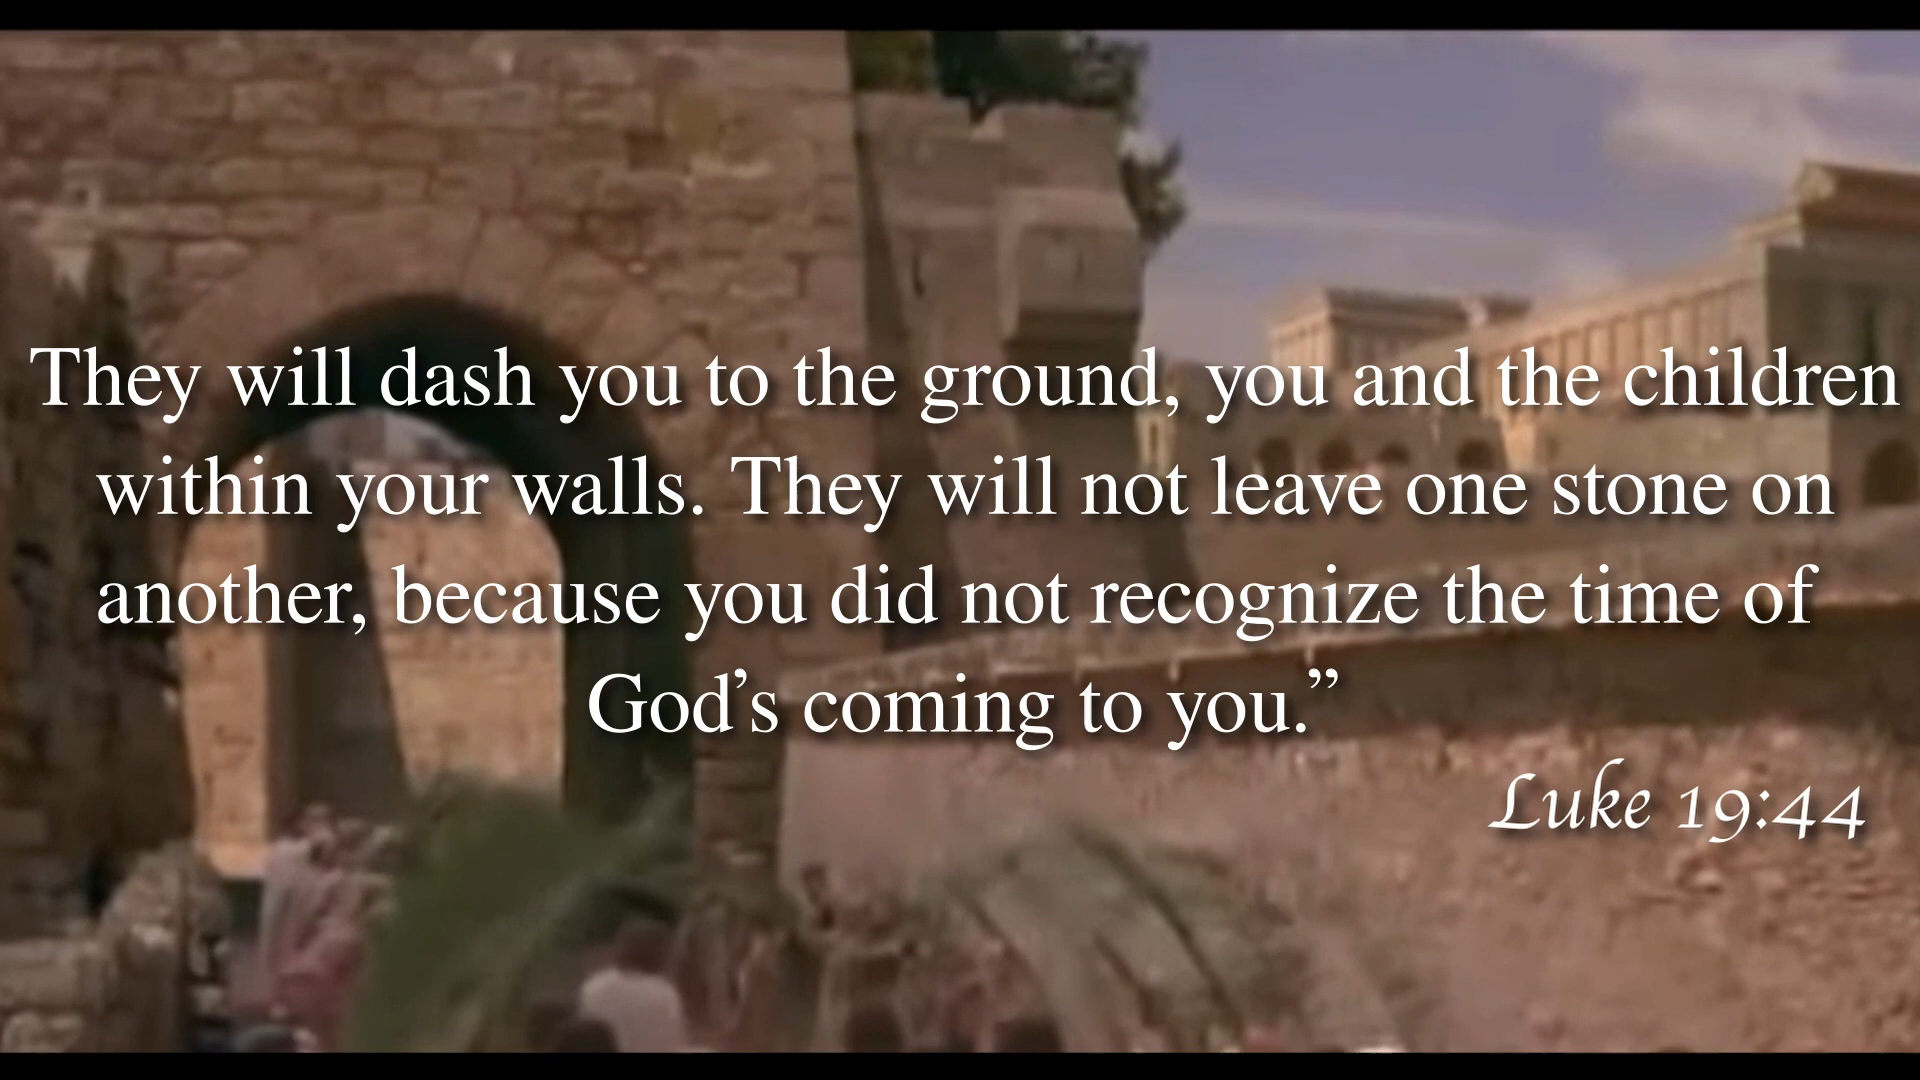 They will dash you to the ground, you and the children
within your walls. They will not leave one stone on
another, because you did not recognize the time of
God’s coming to you.”
Luke 19:44